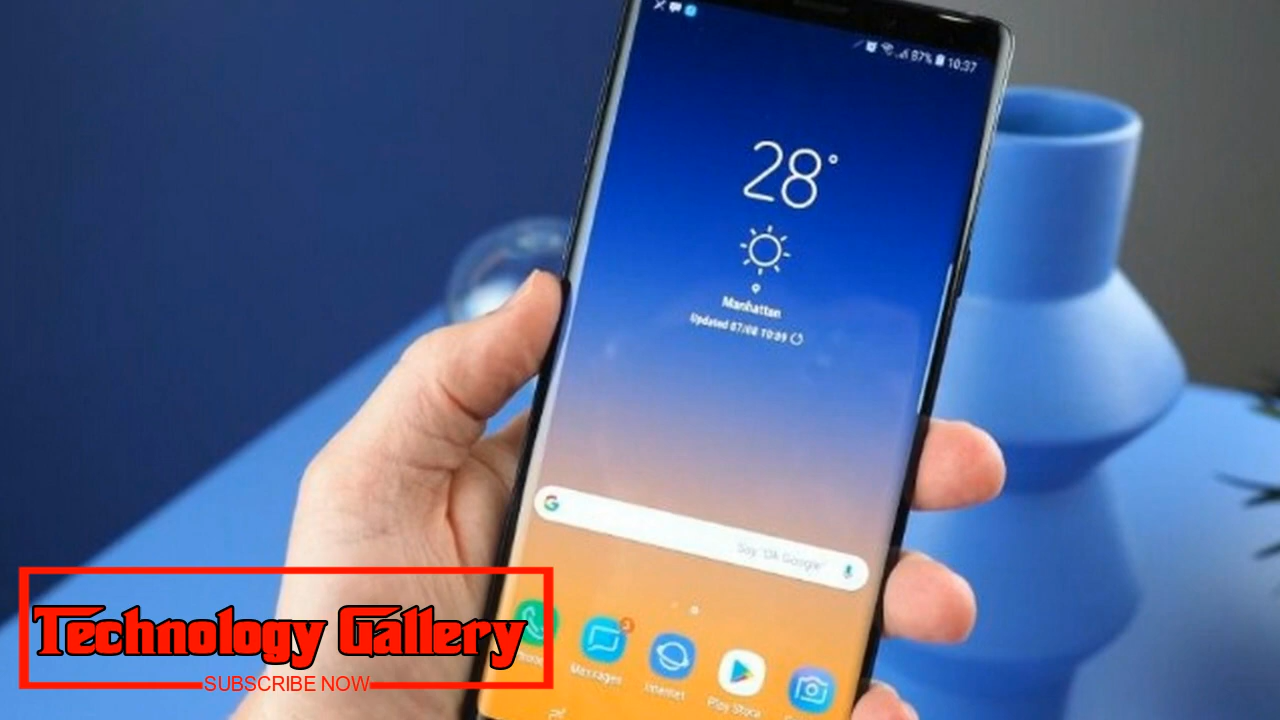 87% 10:37
28°
Manhattan
Updated 07/08 10:09
G
Say "OK Google"
Phone
Messages
Internet
Play Store
Technology Gallery
SUBSCRIBE NOW